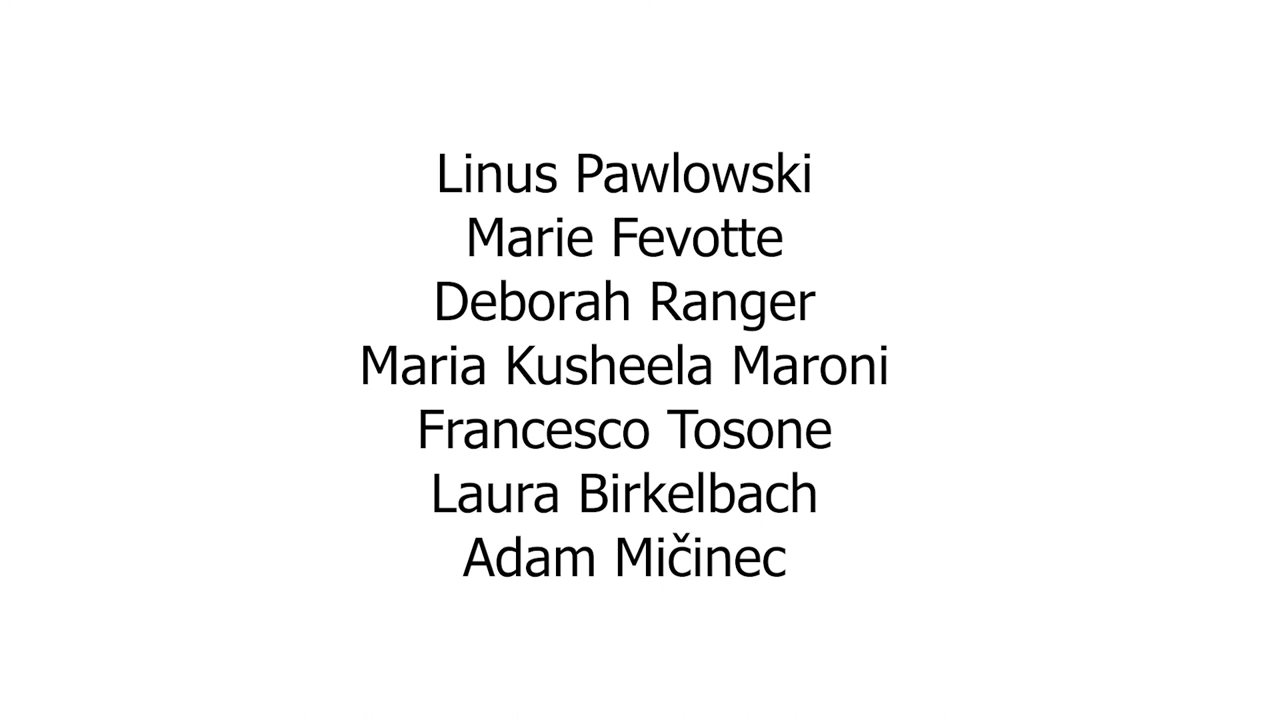 Linus Pawlowski
Marie Fevotte
Deborah Ranger
Maria Kusheela Maroni
Francesco Tosone
Laura Birkelbach
Adam Mičinec